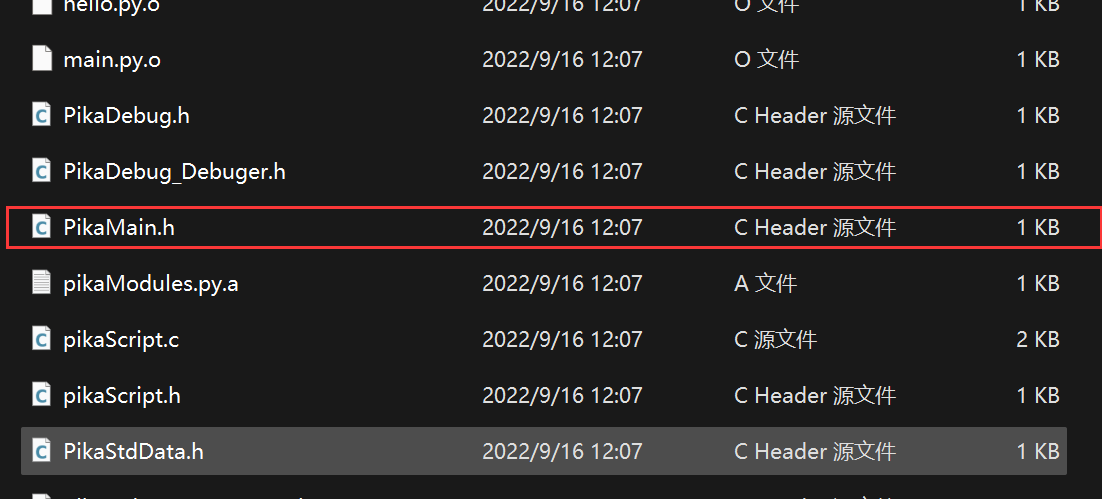 hello.py.o 2022/9/16 12:07 O 文件 1 KB
main.py.o 2022/9/16 12:07 O 文件 1 KB
PikaDebug.h 2022/9/16 12:07 C Header 源文件 1 KB
PikaDebug_Debuger.h 2022/9/16 12:07 C Header 源文件 1 KB
PikaMain.h 2022/9/16 12:07 C Header 源文件 1 KB
pikaModules.py.a 2022/9/16 12:07 A 文件 1 KB
pikaScript.c 2022/9/16 12:07 C 源文件 2 KB
pikaScript.h 2022/9/16 12:07 C Header 源文件 1 KB
PikaStdData.h 2022/9/16 12:07 C Header 源文件 1 KB